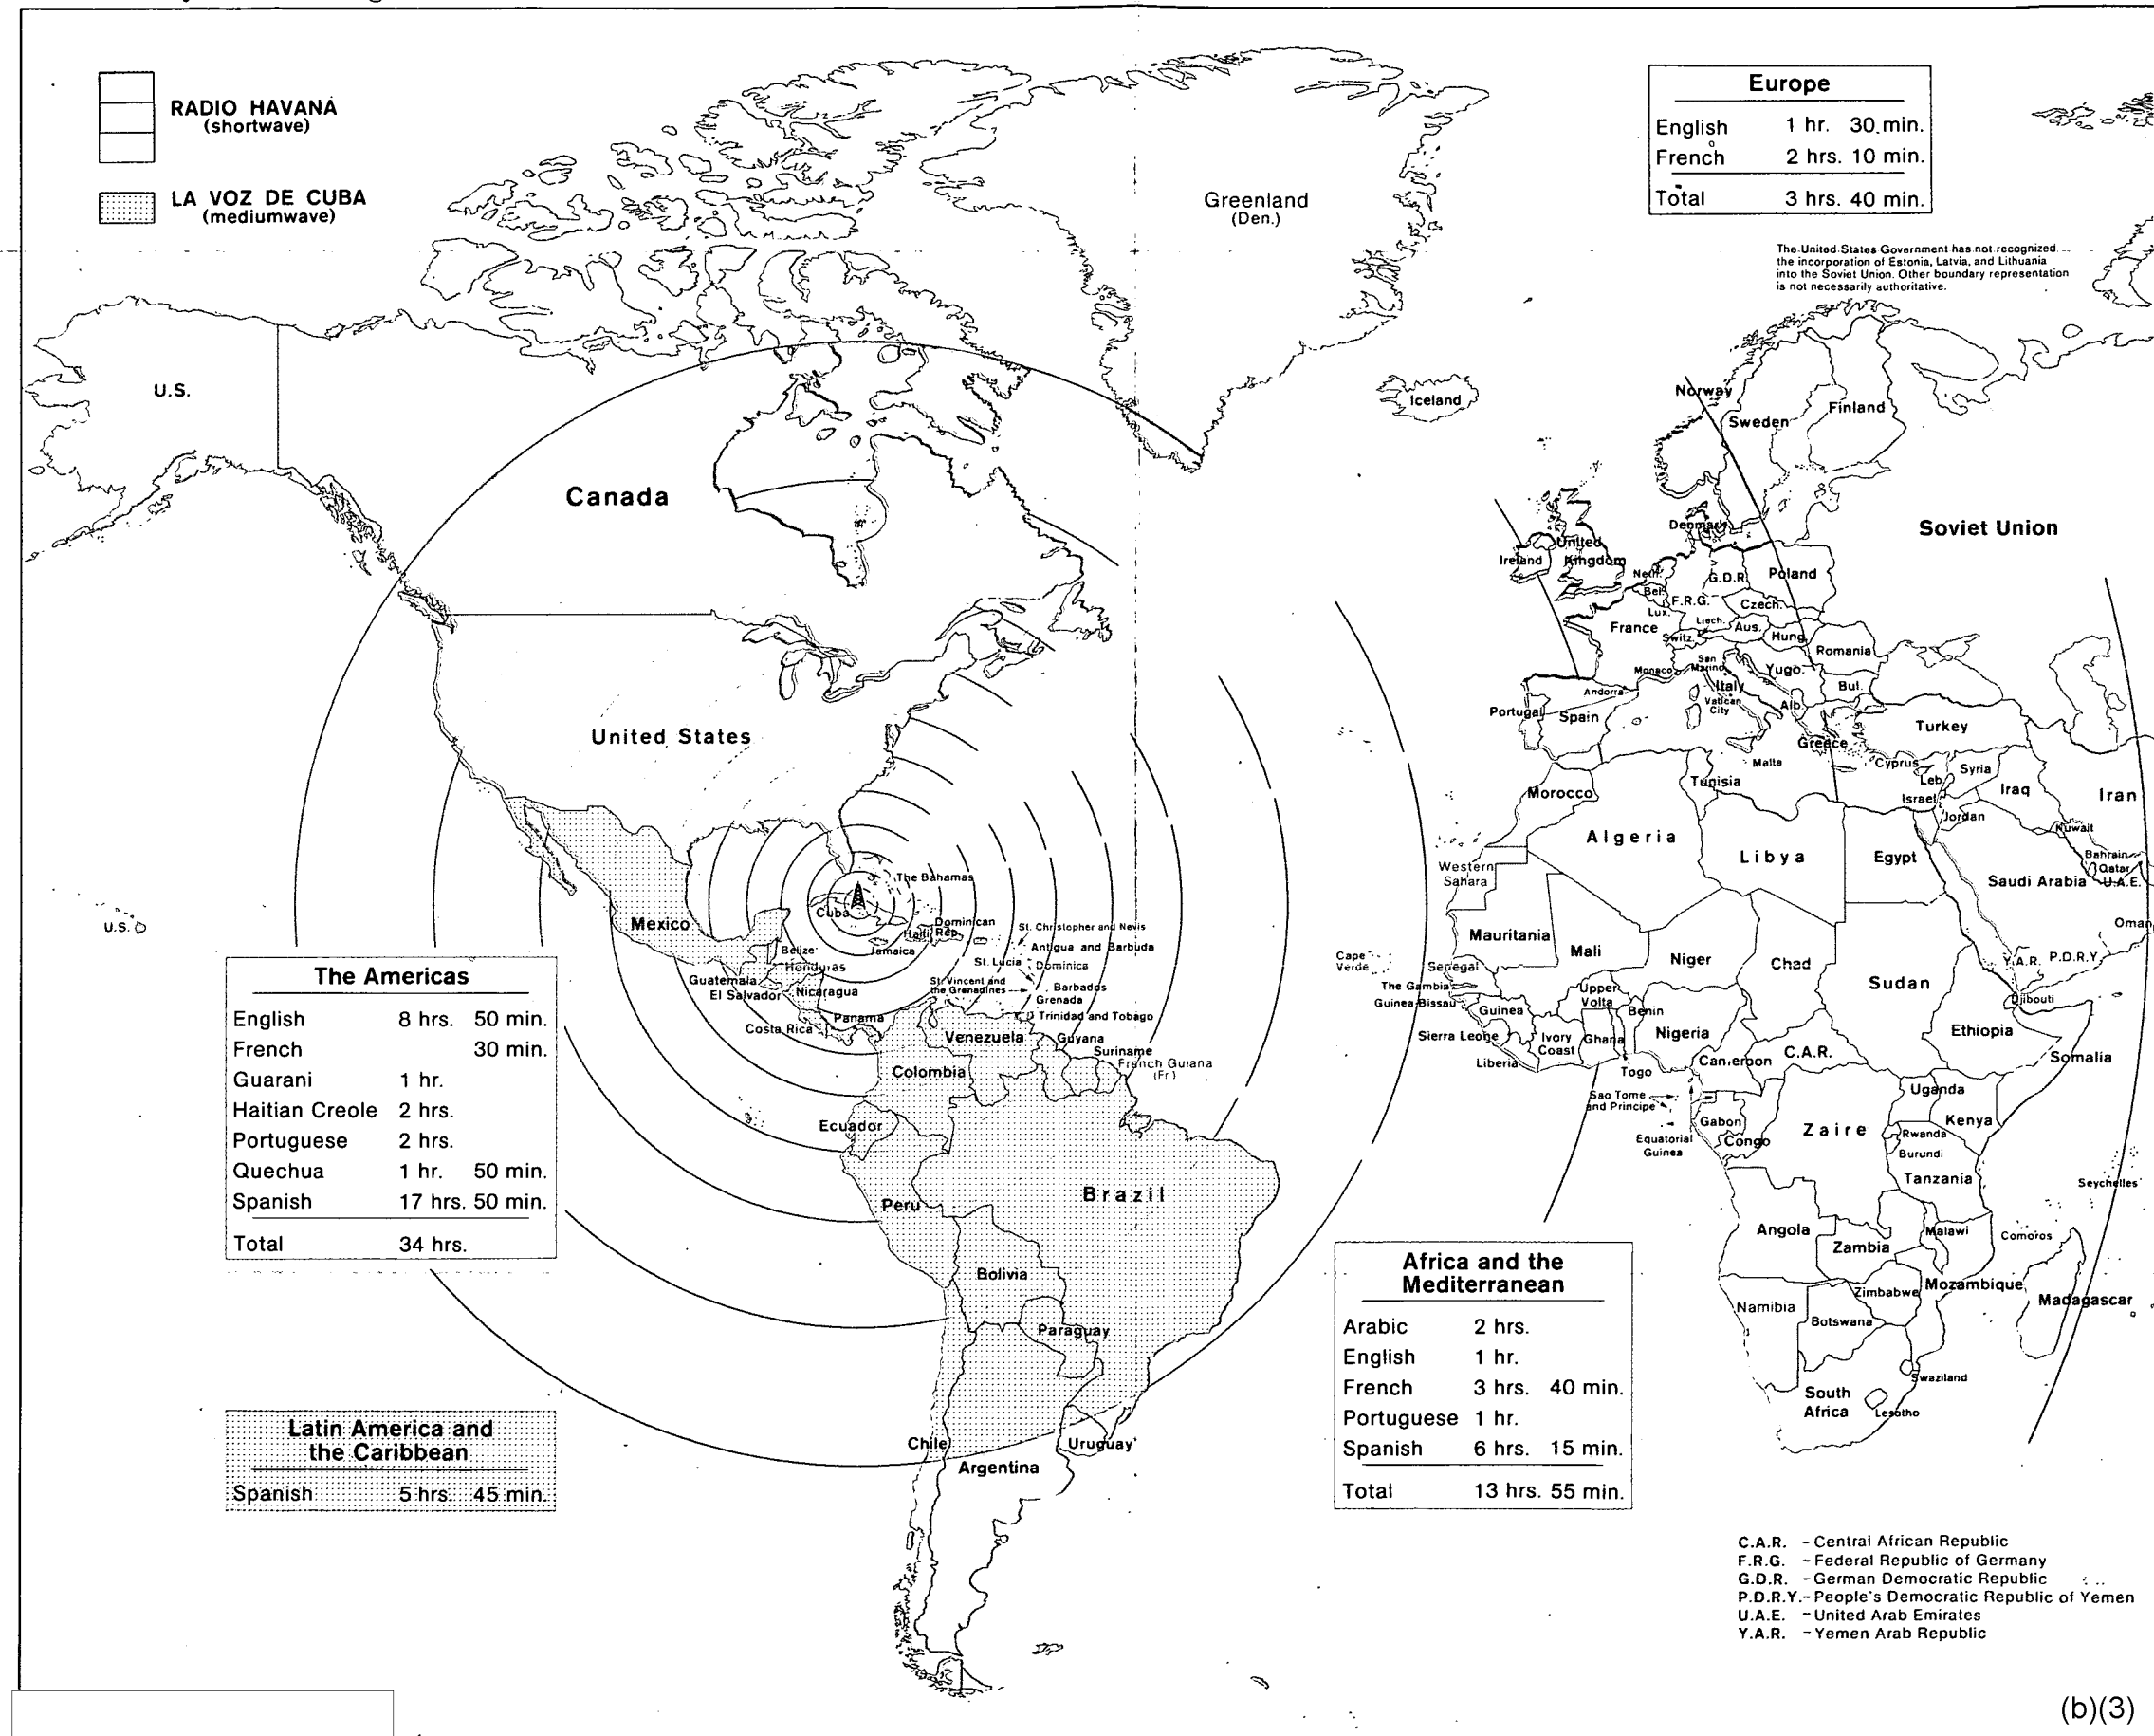 RADIO HAVANA
(shortwave)
LA VOZ DE CUBA
(mediumwave)
Europe
English 1 hr. 30 min.
French 2 hrs. 10 min.
Total 3 hrs. 40 min.
The United States Government has not recognized
the incorporation of Estonia, Latvia, and Lithuania
into the Soviet Union. Other boundary representation
is not necessarily authoritative.
Greenland
(Den.)
U.S.
Iceland
Norway
Finland
Sweden
Canada
Soviet Union
Denmark
United
Kingdom
Ireland
Neth.
G.D.R.
Poland
Bel.
F.R.G.
Czech.
Lux.
France
Liech.
Aus.
Switz.
Hung.
Romania
Monaco
San
Marino
Yugo.
Andorra
Italy
Bul.
Vatican
City
Alb.
Portugal
Spain
Turkey
Greece
United States
Malta
Cyprus
Syria
Leb.
Tunisia
Iraq
Iran
Morocco
Israel
Jordan
Kuwait
Algeria
Libya
Egypt
Bahrain
Qatar
U.A.E.
Western
Sahara
Saudi Arabia
The Bahamas
Cuba
Mexico
U.S.
Dominican
Rep.
Haiti
Jamaica
St. Christopher and Nevis
Antigua and Barbuda
Belize
Honduras
St. Lucia
Dominica
Guatemala
El Salvador
Nicaragua
St. Vincent and
the Grenadines
Barbados
Grenada
Trinidad and Tobago
Costa Rica
Panama
Venezuela
Guyana
Suriname
French Guiana
(Fr.)
Colombia
Ecuador
Peru
Brazil
Bolivia
Paraguay
Chile
Uruguay
Argentina
Oman
Mauritania
Mali
Niger
Chad
Y.A.R.
P.D.R.Y.
Cape
Verde
Senegal
The Gambia
Guinea-Bissau
Sudan
Djibouti
Upper
Volta
Guinea
Benin
Nigeria
Ethiopia
Sierra Leone
Ivory
Coast
Ghana
Liberia
Togo
Cameroon
C.A.R.
Somalia
Sao Tome
and Principe
Uganda
Kenya
Gabon
Congo
Zaire
Equatorial
Guinea
Rwanda
Burundi
Tanzania
Seychelles
Angola
Zambia
Malawi
Comoros
Mozambique
Zimbabwe
Namibia
Botswana
Madagascar
Swaziland
South
Africa
Lesotho
The Americas
English 8 hrs. 50 min.
French 30 min.
Guarani 1 hr.
Haitian Creole 2 hrs.
Portuguese 2 hrs.
Quechua 1 hr. 50 min.
Spanish 17 hrs. 50 min.
Total 34 hrs.
Latin America and
the Caribbean
Spanish 5 hrs. 45 min.
Africa and the
Mediterranean
Arabic 2 hrs.
English 1 hr.
French 3 hrs. 40 min.
Portuguese 1 hr.
Spanish 6 hrs. 15 min.
Total 13 hrs. 55 min.
C.A.R. - Central African Republic
F.R.G. - Federal Republic of Germany
G.D.R. - German Democratic Republic
P.D.R.Y. - People's Democratic Republic of Yemen
U.A.E. - United Arab Emirates
Y.A.R. - Yemen Arab Republic
(b)(3)